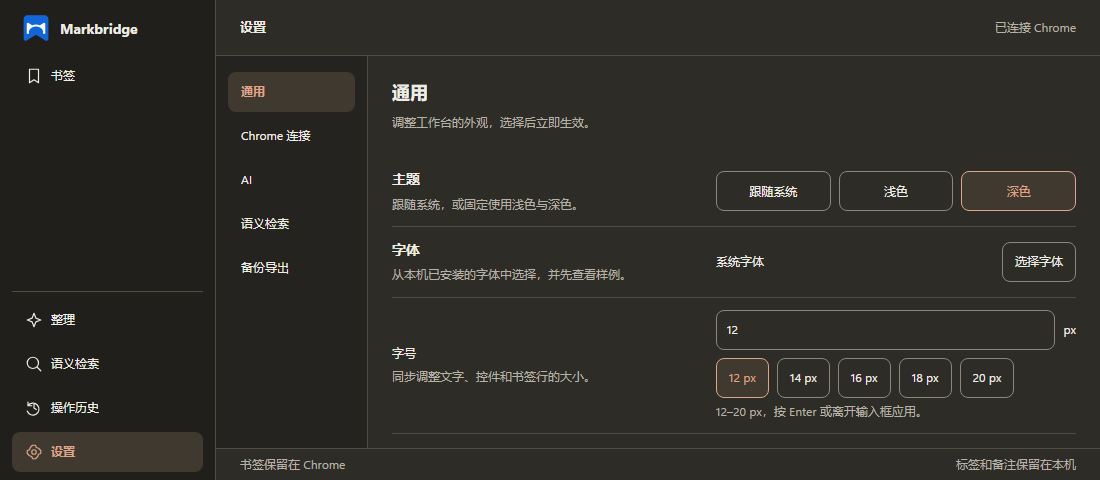 Markbridge
书签
整理
语义检索
操作历史
设置
设置
已连接 Chrome
通用
Chrome 连接
AI
语义检索
备份导出
通用
调整工作台的外观，选择后立即生效。
主题
跟随系统，或固定使用浅色与深色。
跟随系统
浅色
深色
字体
从本机已安装的字体中选择，并先查看样例。
系统字体
选择字体
字号
同步调整文字、控件和书签行的大小。
12
px
12 px
14 px
16 px
18 px
20 px
12–20 px，按 Enter 或离开输入框应用。
书签保留在 Chrome
标签和备注保留在本机